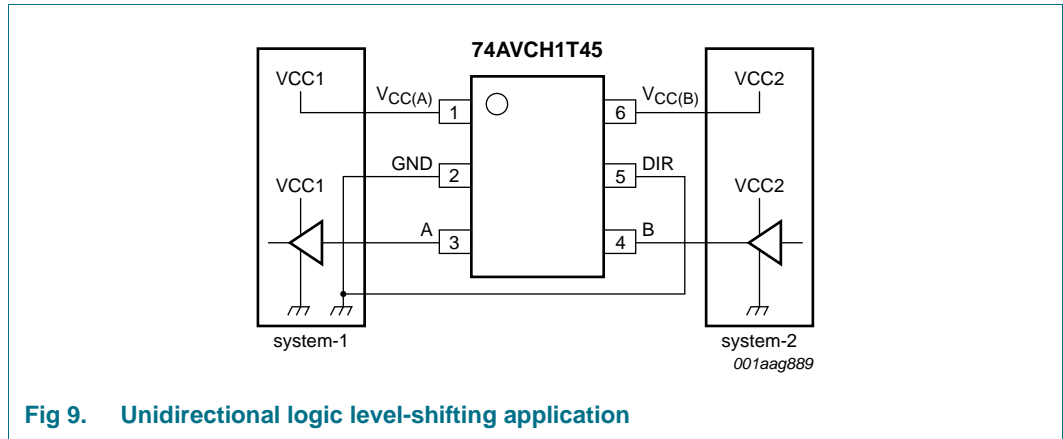 74AVCH1T45
VCC1
VCC(A)
1
6
VCC(B)
VCC2
GND
2
5
DIR
VCC1
VCC2
A
3
4
B
system-1
system-2
001aag889
Fig 9. Unidirectional logic level-shifting application